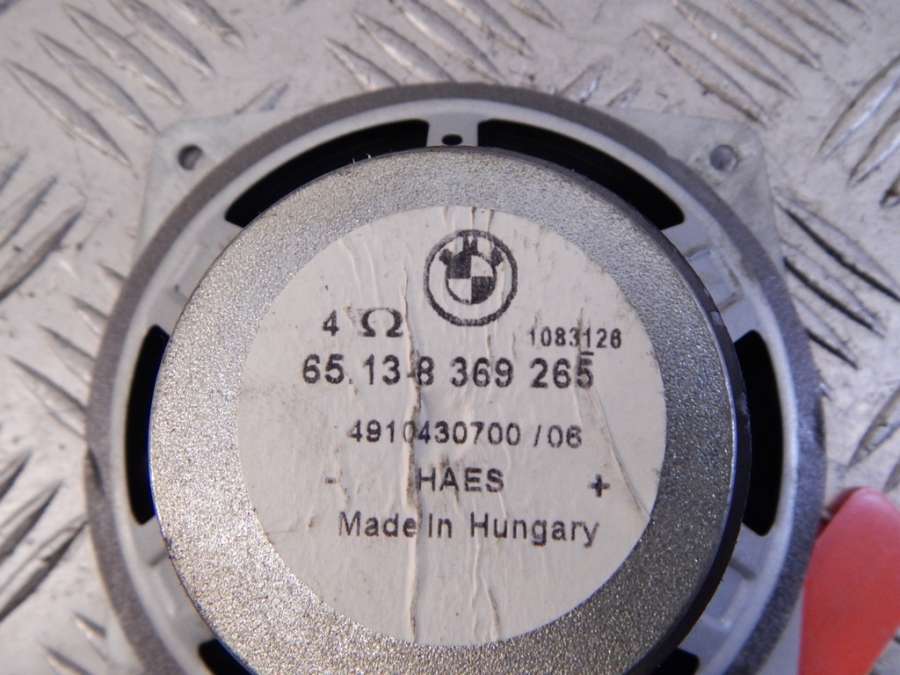 4 Ω 1083126
65.13-8 369 265
4910430700 /06
- HAES +
Made In Hungary